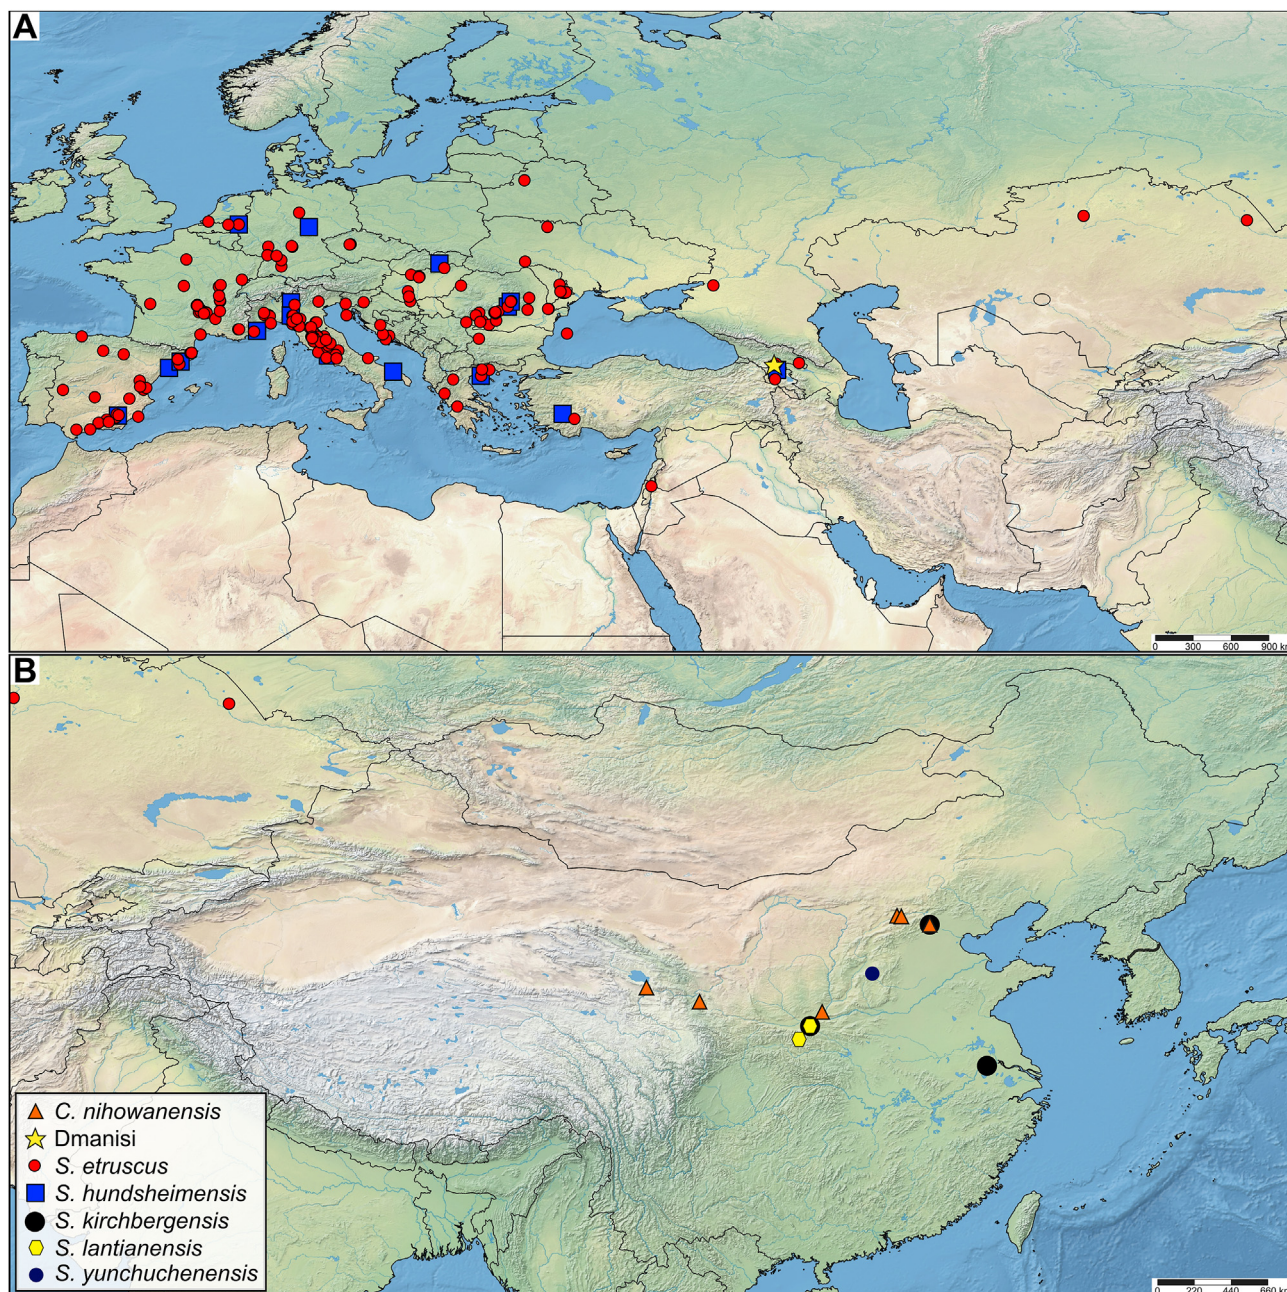 A
0 300 600 900 km
B
C. nihowanensis
Dmanisi
S. etruscus
S. hundsheimensis
S. kirchbergensis
S. lantianensis
S. yunchuchenensis
0 220 440 660 km